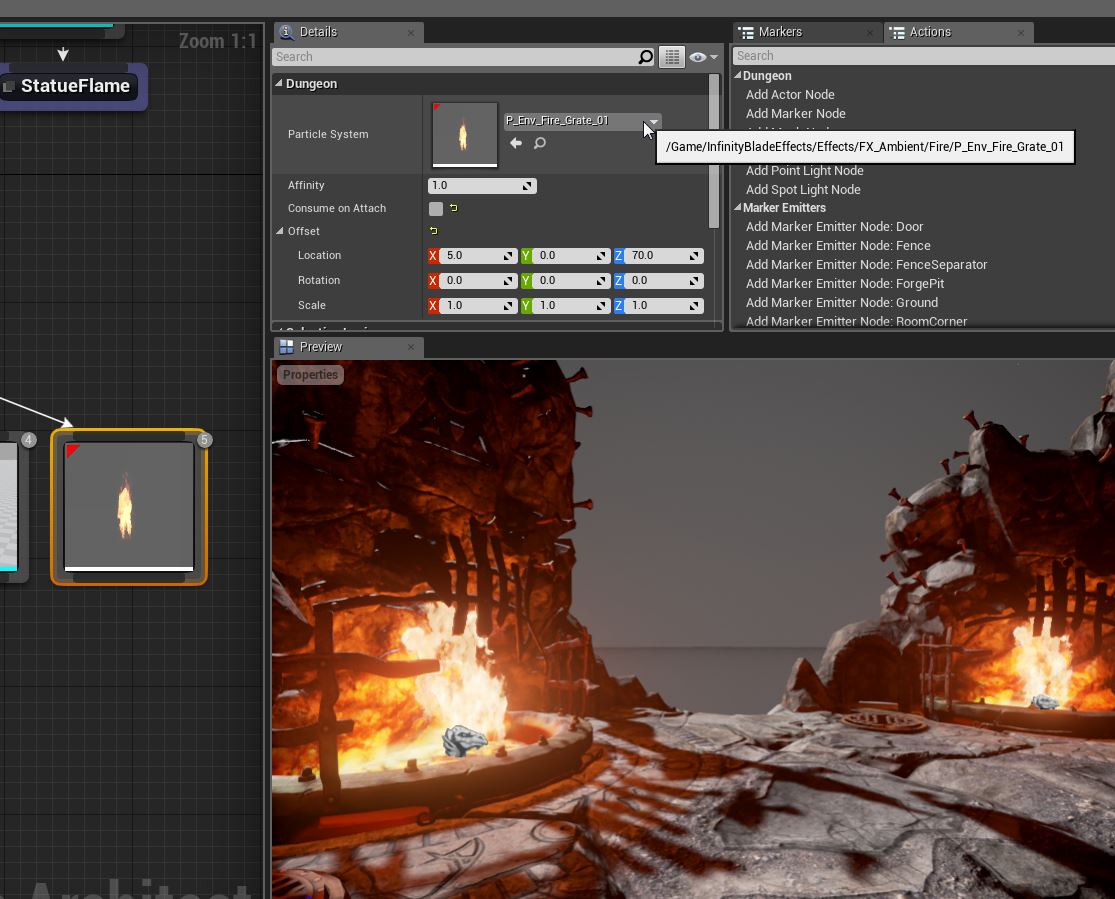 Zoom 1:1
StatueFlame
4
5
Architect
Details
Search
Dungeon
Particle System
P_Env_Fire_Grate_01
Affinity
1.0
Consume on Attach
Offset
Location
X 5.0 Y 0.0 Z 70.0
Rotation
X 0.0 Y 0.0 Z 0.0
Scale
X 1.0 Y 1.0 Z 1.0
Markers
Actions
Search
Dungeon
Add Actor Node
Add Marker Node
/Game/InfinityBladeEffects/Effects/FX_Ambient/Fire/P_Env_Fire_Grate_01
Add Point Light Node
Add Spot Light Node
Marker Emitters
Add Marker Emitter Node: Door
Add Marker Emitter Node: Fence
Add Marker Emitter Node: FenceSeparator
Add Marker Emitter Node: ForgePit
Add Marker Emitter Node: Ground
Add Marker Emitter Node: RoomCorner
Preview
Properties